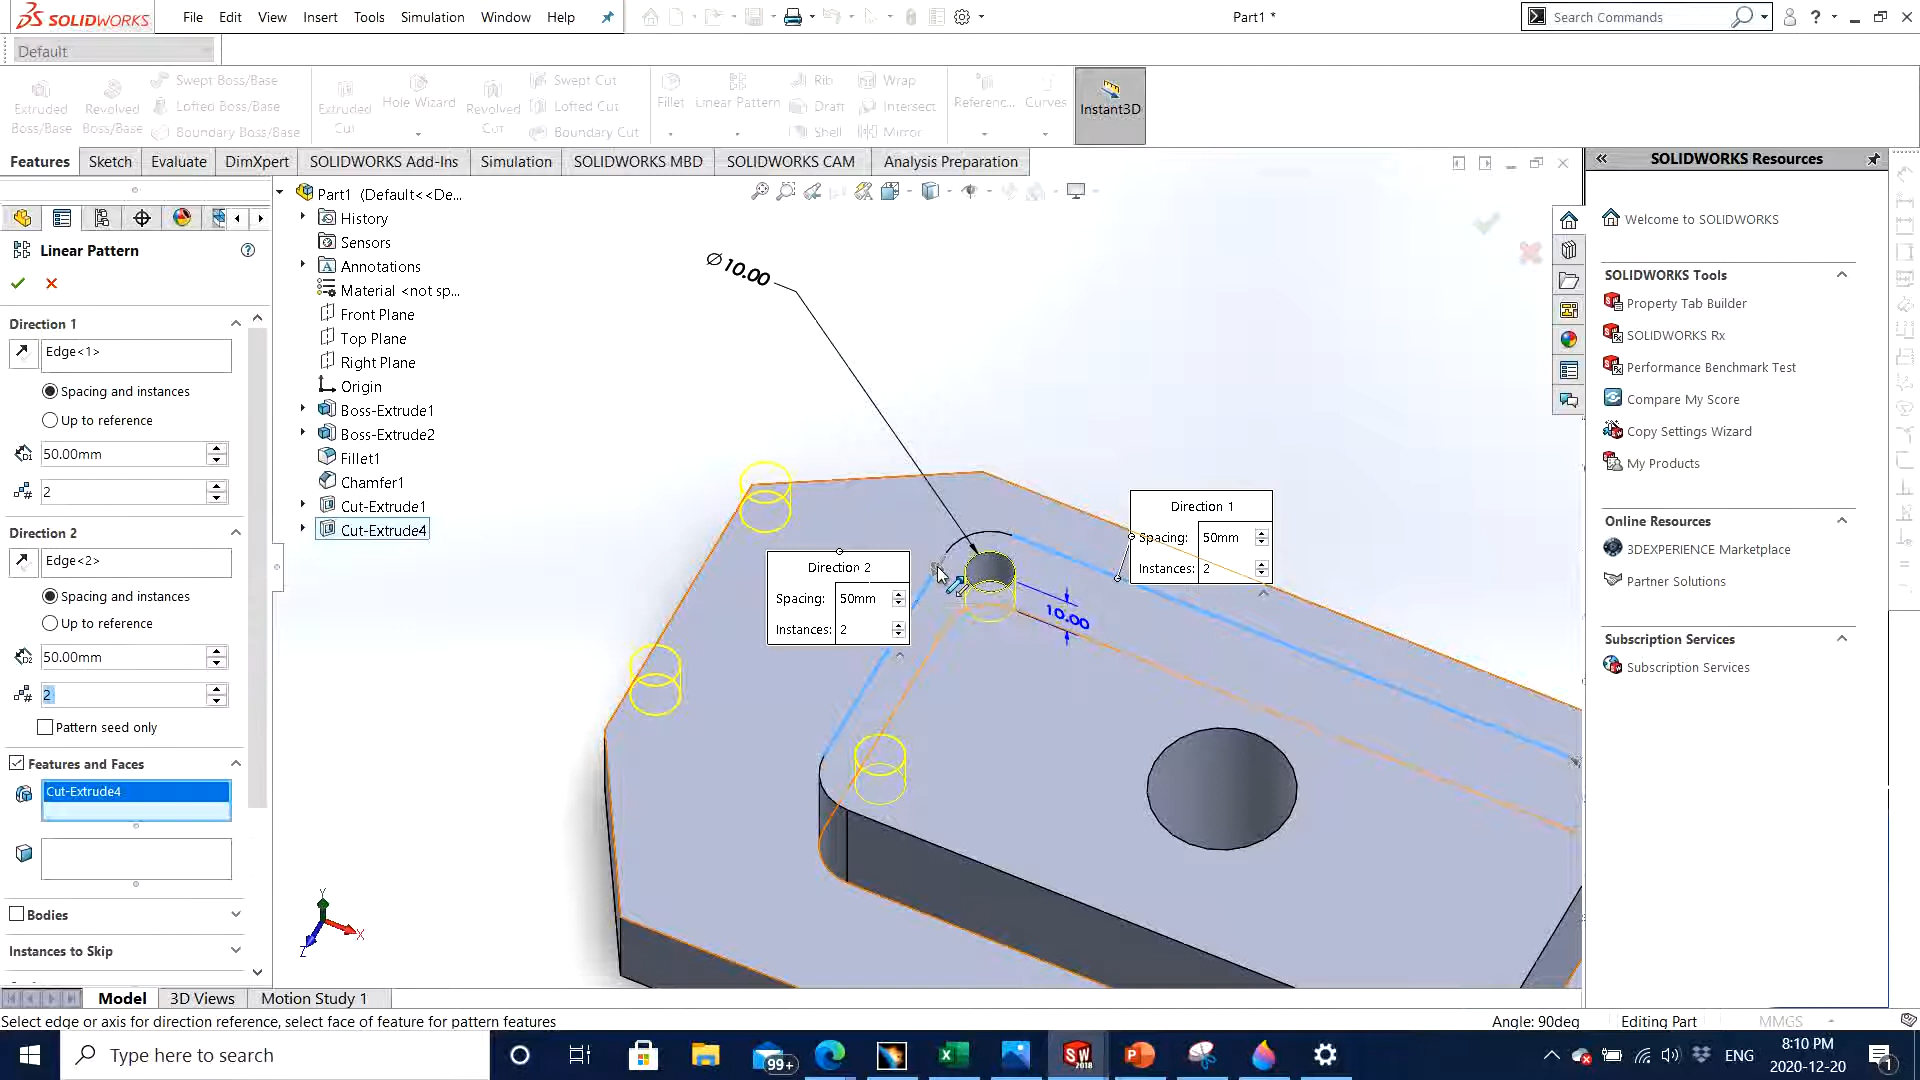 SOLIDWORKS File Edit View Insert Tools Simulation Window Help Part1 * Search Commands
Default
Extruded Boss/Base Revolved Boss/Base Swept Boss/Base Lofted Boss/Base Boundary Boss/Base Extruded Cut Hole Wizard Revolved Cut Swept Cut Lofted Cut Boundary Cut Fillet Linear Pattern Rib Draft Shell Wrap Intersect Mirror Referenc... Curves Instant3D
Features Sketch Evaluate DimXpert SOLIDWORKS Add-Ins Simulation SOLIDWORKS MBD SOLIDWORKS CAM Analysis Preparation
Linear Pattern
Direction 1
Edge<1>
Spacing and instances
Up to reference
50.00mm
2
Direction 2
Edge<2>
Spacing and instances
Up to reference
50.00mm
2
Pattern seed only
Features and Faces
Cut-Extrude4
Bodies
Instances to Skip
Part1 (Default<<De...
History
Sensors
Annotations
Material <not sp...
Front Plane
Top Plane
Right Plane
Origin
Boss-Extrude1
Boss-Extrude2
Fillet1
Chamfer1
Cut-Extrude1
Cut-Extrude4
∅10.00
Direction 1
Spacing: 50mm
Instances: 2
Direction 2
Spacing: 50mm
Instances: 2
10.00
Y
X
Z
SOLIDWORKS Resources
Welcome to SOLIDWORKS
SOLIDWORKS Tools
Property Tab Builder
SOLIDWORKS Rx
Performance Benchmark Test
Compare My Score
Copy Settings Wizard
My Products
Online Resources
3DEXPERIENCE Marketplace
Partner Solutions
Subscription Services
Subscription Services
Model 3D Views Motion Study 1
Select edge or axis for direction reference, select face of feature for pattern features Angle: 90deg Editing Part MMGS
Type here to search 99+ SW 2018 ENG 8:10 PM
2020-12-20 1